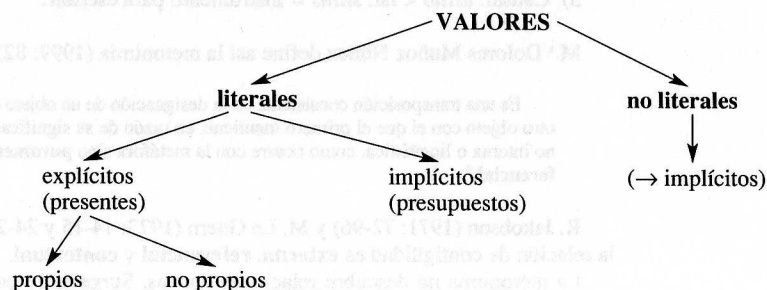 VALORES
literales
no literales
explícitos
(presentes)
implícitos
(presupuestos)
(→ implícitos)
propios
no propios